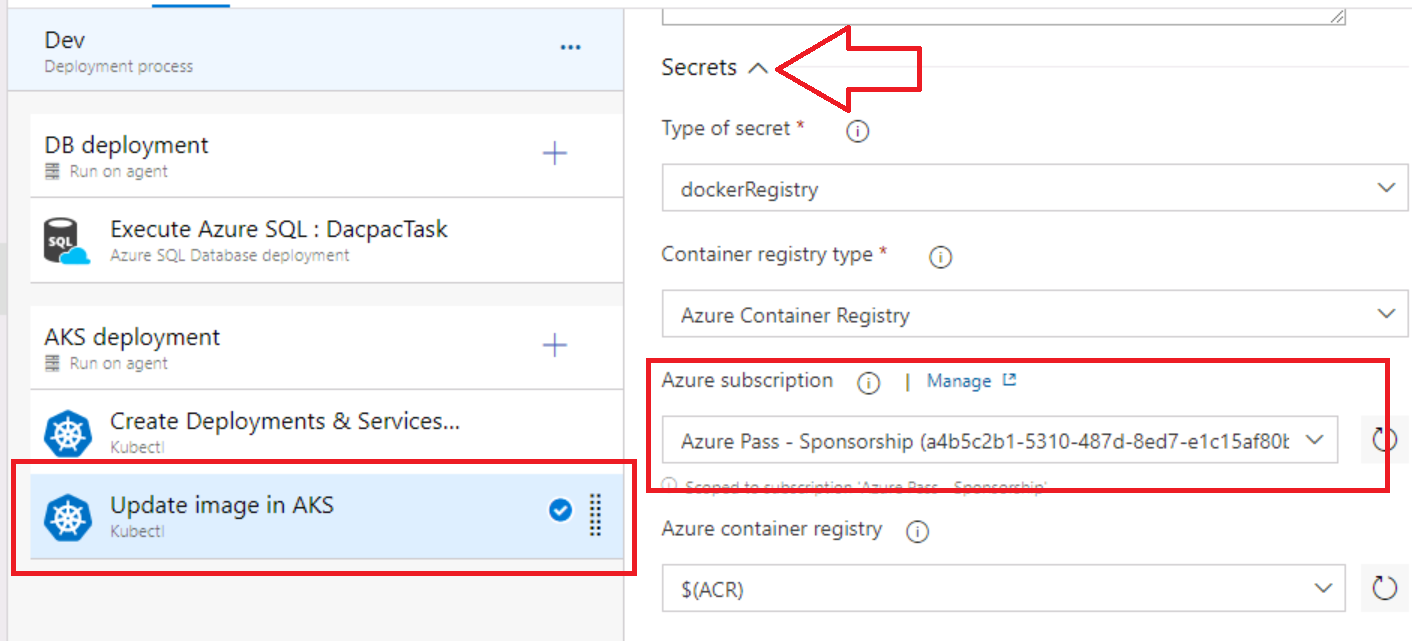 Dev
Deployment process
DB deployment
Run on agent
SQL
Execute Azure SQL : DacpacTask
Azure SQL Database deployment
AKS deployment
Run on agent
Create Deployments & Services...
Kubectl
Update image in AKS
Kubectl
Secrets
Type of secret *
dockerRegistry
Container registry type *
Azure Container Registry
Azure subscription | Manage
Azure Pass - Sponsorship (a4b5c2b1-5310-487d-8ed7-e1c15af80b
Scoped to subscription 'Azure Pass - Sponsorship'
Azure container registry
$(ACR)